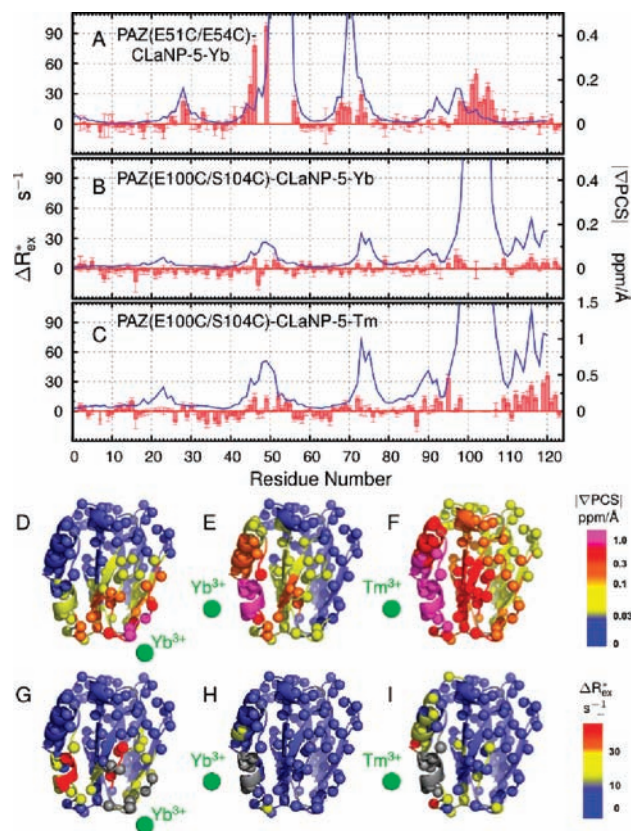 A PAZ(E51C/E54C)-
CLaNP-5-Yb
90
60
30
0
0.4
0.2
0
B PAZ(E100C/S104C)-CLaNP-5-Yb
90
60
30
0
0.4
0.2
0
C PAZ(E100C/S104C)-CLaNP-5-Tm
90
60
30
0
1.5
1
0.5
0
ΔR*ex s⁻¹
|∇PCS| ppm/Å
0 10 20 30 40 50 60 70 80 90 100 110 120
Residue Number
D E F
Yb³⁺
Yb³⁺
Tm³⁺
|∇PCS|
ppm/Å
1.0
0.3
0.1
0.03
0
G H I
Yb³⁺
Yb³⁺
Tm³⁺
ΔR*ex
s⁻¹
30
10
0